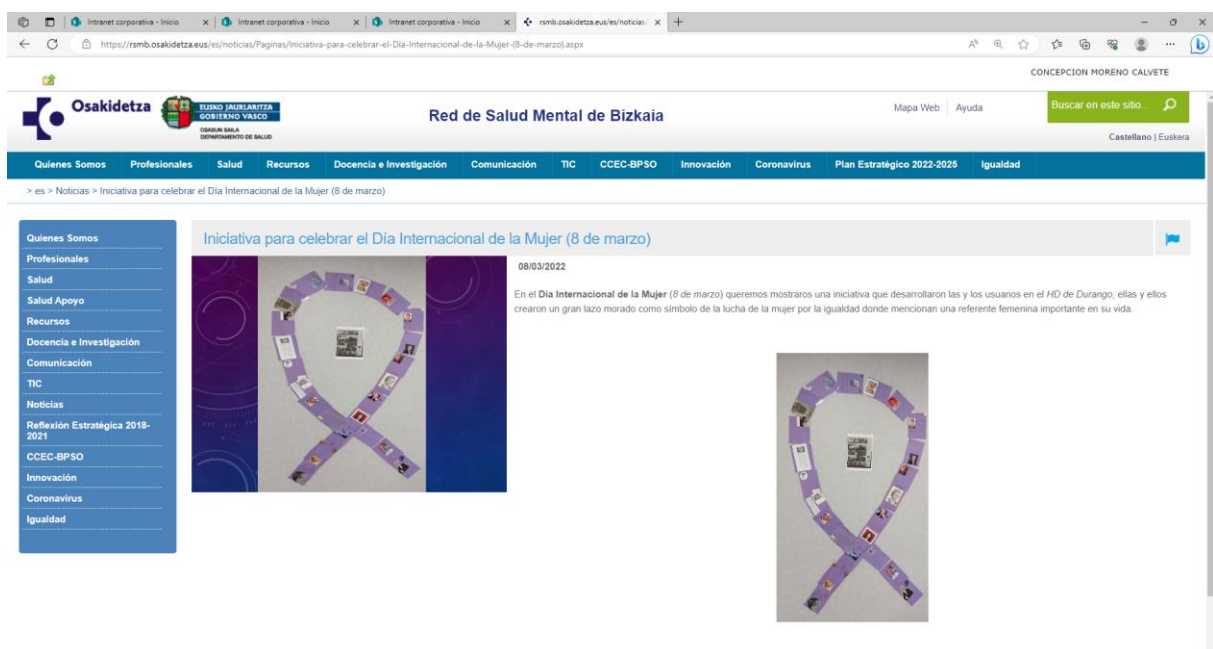 Intranet corporativa - Inicio
Intranet corporativa - Inicio
Intranet corporativa - Inicio
rsmb.osakidetza.eus/es/noticias/
https://rsmb.osakidetza.eus/es/noticias/Paginas/Iniciativa-para-celebrar-el-Dia-Internacional-de-la-Mujer-(8-de-marzo).aspx
CONCEPCION MORENO CALVETE
Osakidetza
EUSKO JAURLARITZA
GOBIERNO VASCO
OSASUN SAILA
DEPARTAMENTO DE SALUD
Red de Salud Mental de Bizkaia
Mapa Web Ayuda
Buscar en este sitio...
Castellano | Euskera
Quienes Somos Profesionales Salud Recursos Docencia e Investigación Comunicación TIC CCEC-BPSO Innovación Coronavirus Plan Estratégico 2022-2025 Igualdad
> es > Noticias > Iniciativa para celebrar el Día Internacional de la Mujer (8 de marzo)
Quienes Somos
Profesionales
Salud
Salud Apoyo
Recursos
Docencia e Investigación
Comunicación
TIC
Noticias
Reflexión Estratégica 2018-
2021
CCEC-BPSO
Innovación
Coronavirus
Igualdad
Iniciativa para celebrar el Día Internacional de la Mujer (8 de marzo)
08/03/2022
En el Día Internacional de la Mujer (8 de marzo) queremos mostraros una iniciativa que desarrollaron las y los usuarios en el HD de Durango, ellas y ellos
crearon un gran lazo morado como símbolo de la lucha de la mujer por la igualdad donde mencionan una referente femenina importante en su vida.